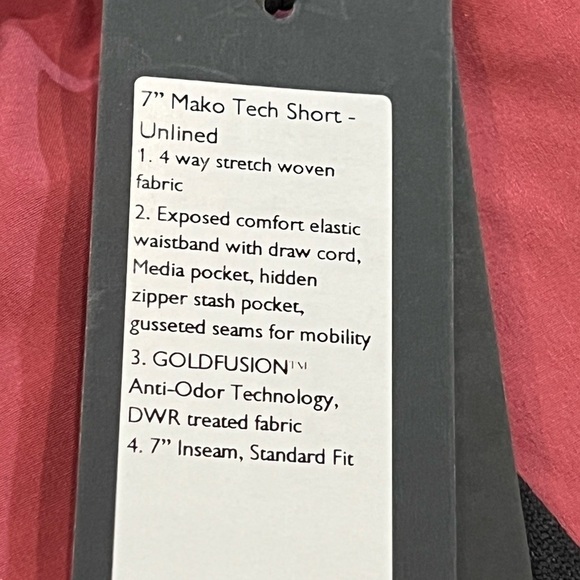 7” Mako Tech Short -
Unlined
1. 4 way stretch woven
fabric
2. Exposed comfort elastic
waistband with draw cord,
Media pocket, hidden
zipper stash pocket,
gusseted seams for mobility
3. GOLDFUSION™
Anti-Odor Technology,
DWR treated fabric
4. 7” Inseam, Standard Fit